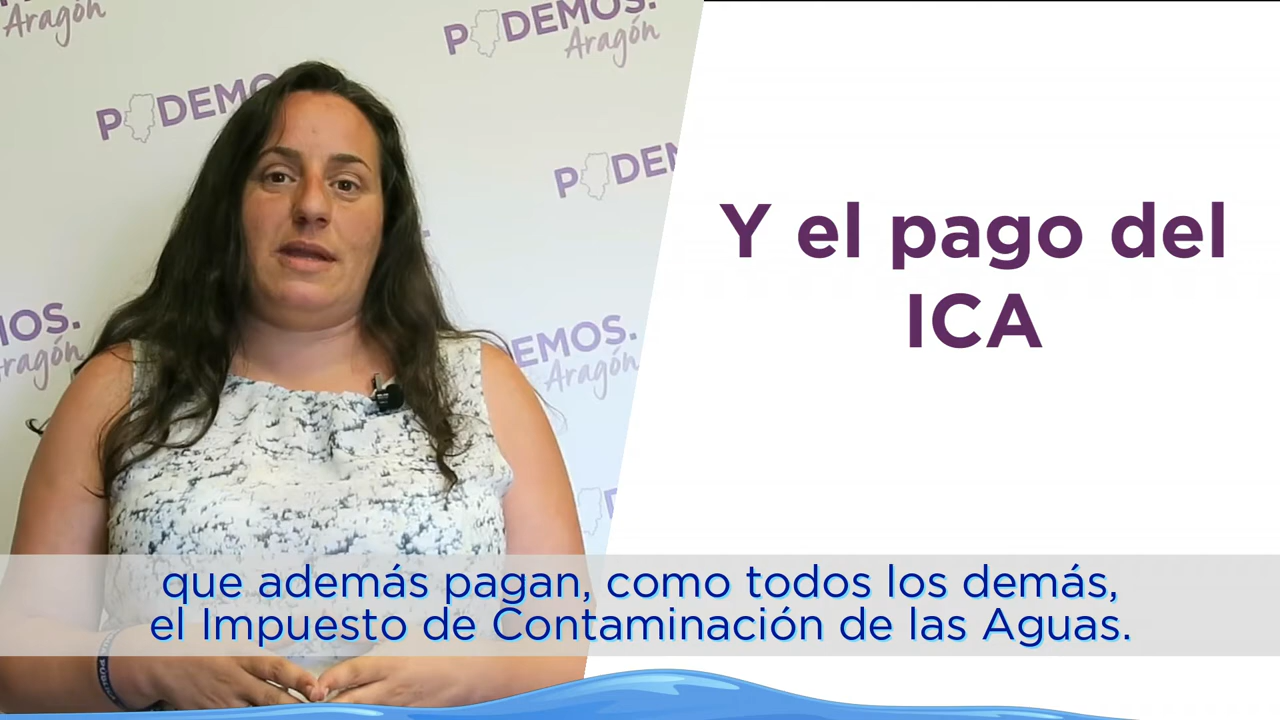 Aragón
PODEMOS.
Aragón
PODEMO
PODEM
MOS.
Aragón
DEMOS.
Aragón
Y el pago del
ICA
que además pagan, como todos los demás,
el Impuesto de Contaminación de las Aguas.